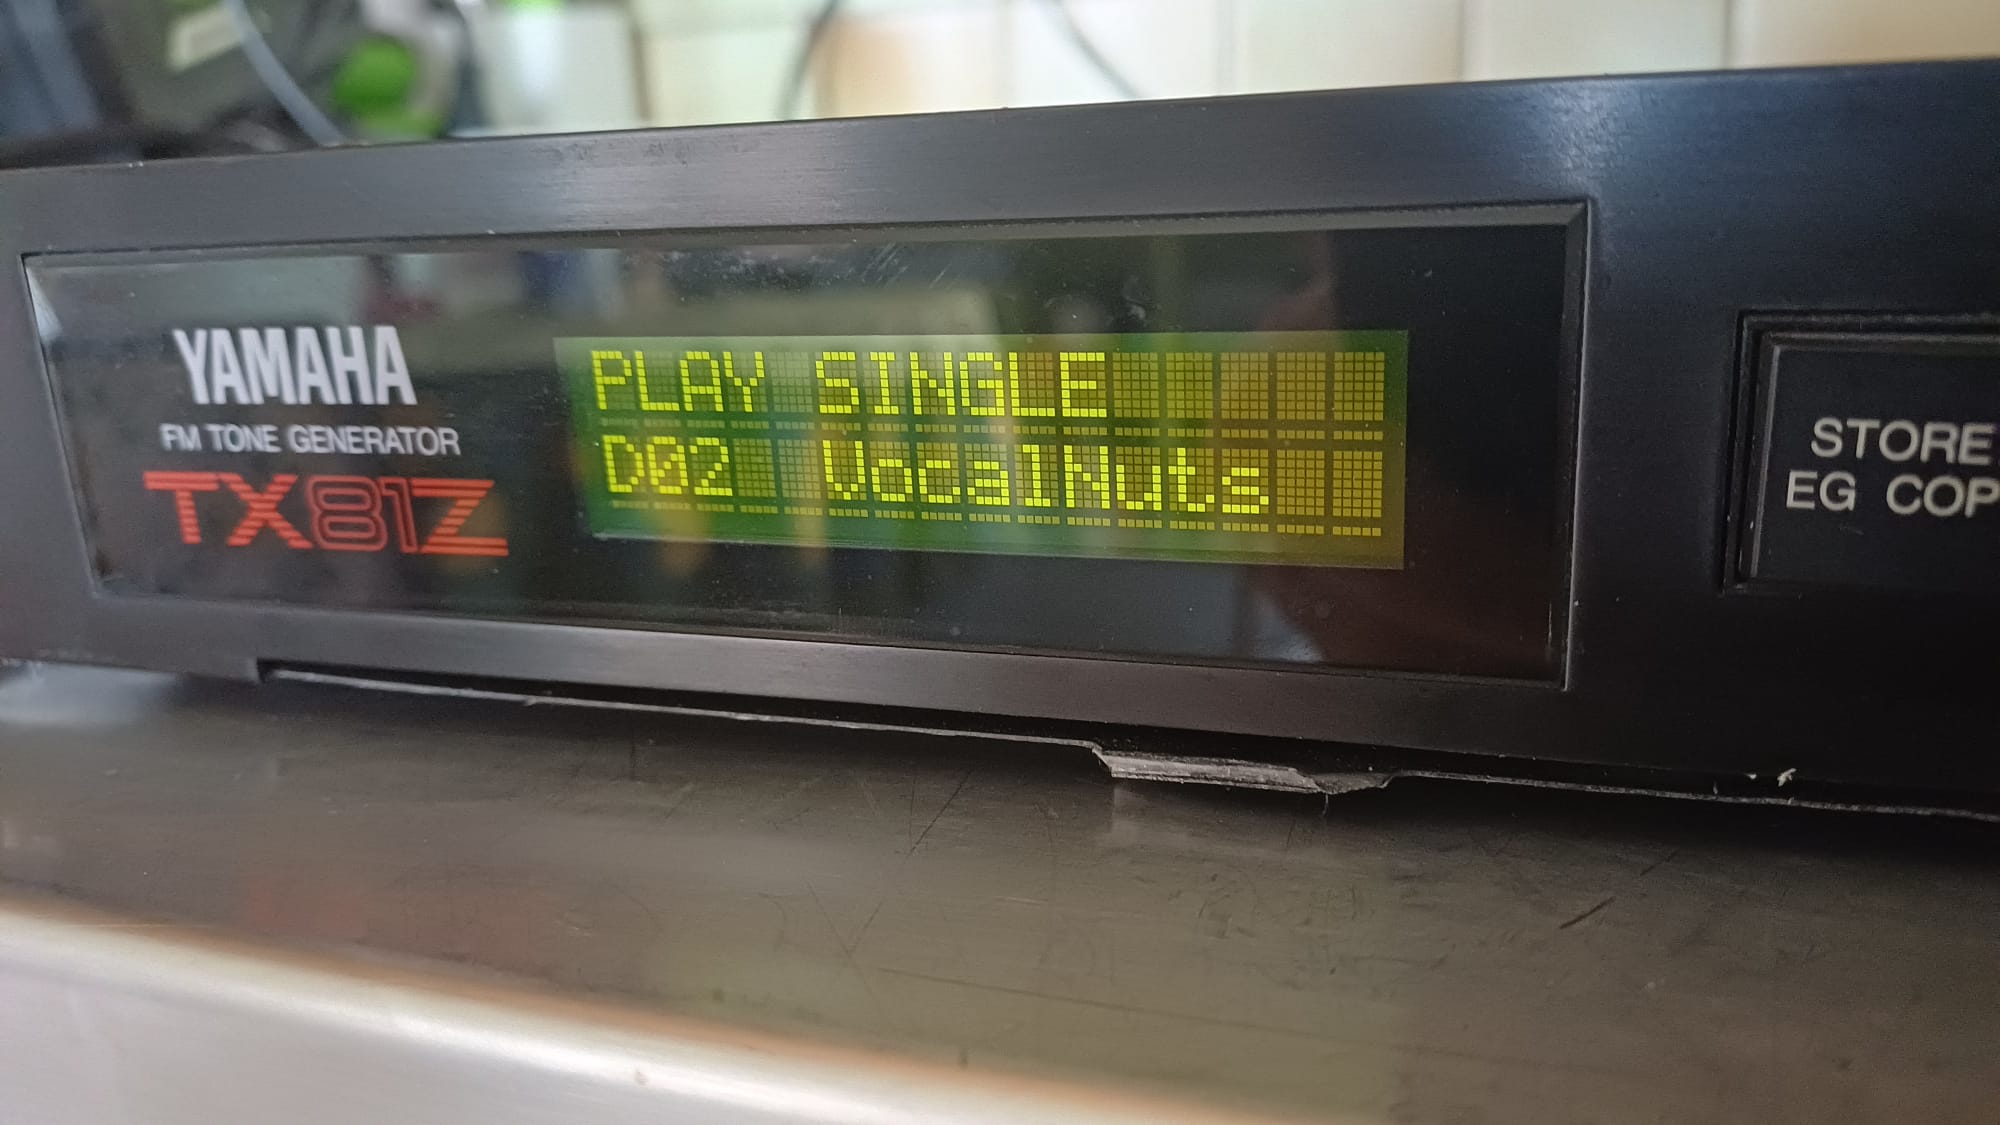 YAMAHA
FM TONE GENERATOR
TX81Z
PLAY SINGLE
D02 VocalNuts
STORE
EG COP